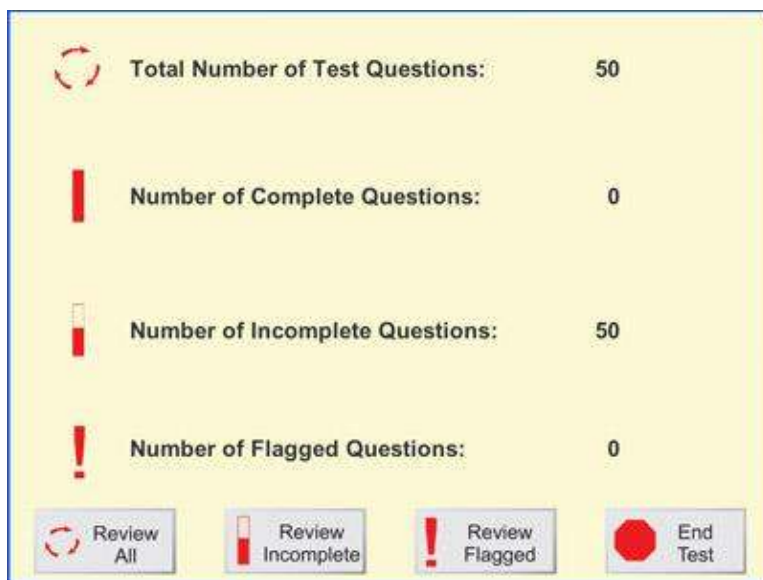 Total Number of Test Questions: 50
Number of Complete Questions: 0
Number of Incomplete Questions: 50
Number of Flagged Questions: 0
Review
All
Review
Incomplete
Review
Flagged
End
Test